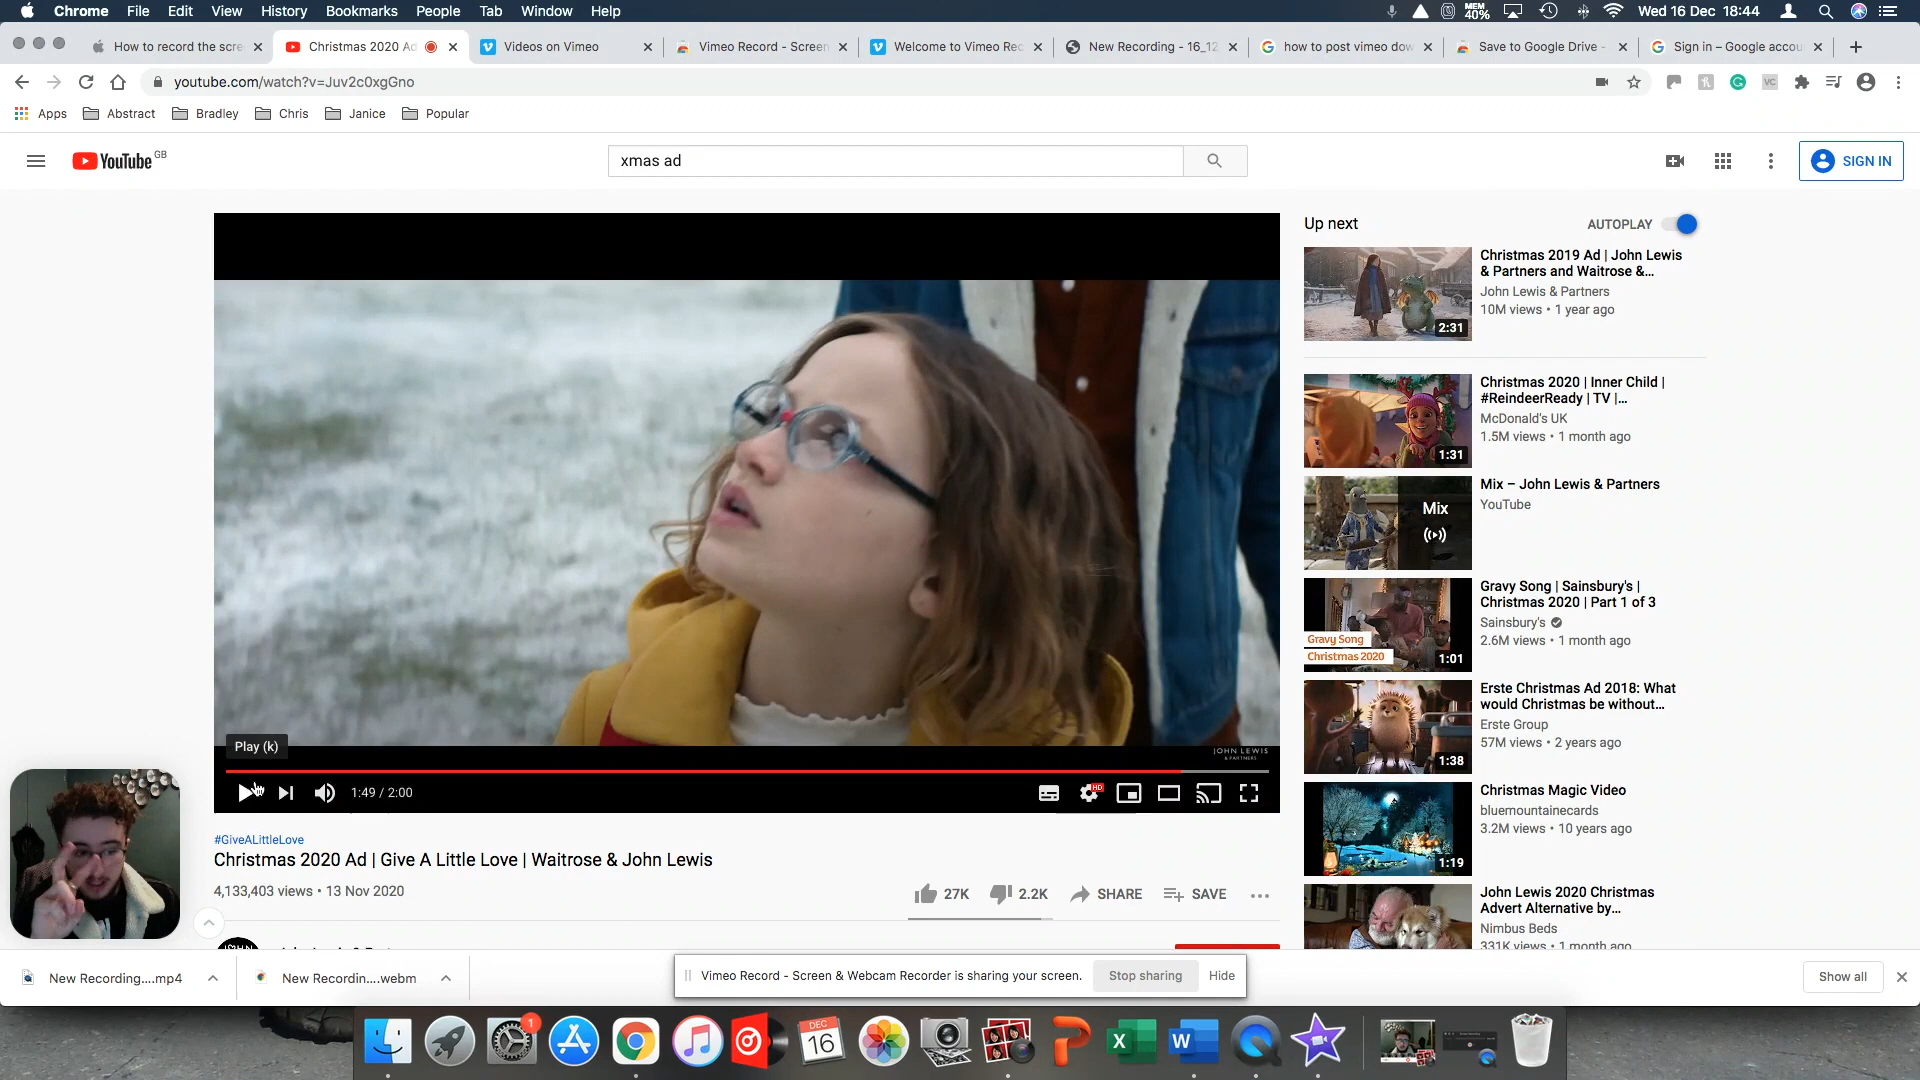 Chrome File Edit View History Bookmarks People Tab Window Help
MEM 40% Wed 16 Dec 18:44
How to record the scre
Christmas 2020 Ad
Videos on Vimeo
Vimeo Record - Screen
Welcome to Vimeo Rec
New Recording - 16_12
how to post vimeo dow
Save to Google Drive -
Sign in – Google accou
youtube.com/watch?v=Juv2c0xgGno
Apps Abstract Bradley Chris Janice Popular
YouTube GB
xmas ad
SIGN IN
Up next
AUTOPLAY
Christmas 2019 Ad | John Lewis
& Partners and Waitrose &...
John Lewis & Partners
10M views • 1 year ago
2:31
Christmas 2020 | Inner Child |
#ReindeerReady | TV |...
McDonald's UK
1.5M views • 1 month ago
1:31
Mix – John Lewis & Partners
YouTube
Mix
Gravy Song | Sainsbury's |
Christmas 2020 | Part 1 of 3
Sainsbury's
2.6M views • 1 month ago
Gravy Song
Christmas 2020
1:01
Erste Christmas Ad 2018: What
would Christmas be without...
Erste Group
57M views • 2 years ago
1:38
Christmas Magic Video
bluemountainecards
3.2M views • 10 years ago
1:19
John Lewis 2020 Christmas
Advert Alternative by...
Nimbus Beds
331K views • 1 month ago
Play (k)
JOHN LEWIS
& PARTNERS
1:49 / 2:00
HD
#GiveALittleLove
Christmas 2020 Ad | Give A Little Love | Waitrose & John Lewis
4,133,403 views • 13 Nov 2020
27K 2.2K SHARE SAVE
New Recording....mp4
New Recordin....webm
Vimeo Record - Screen & Webcam Recorder is sharing your screen.
Stop sharing
Hide
Show all
1
DEC
16